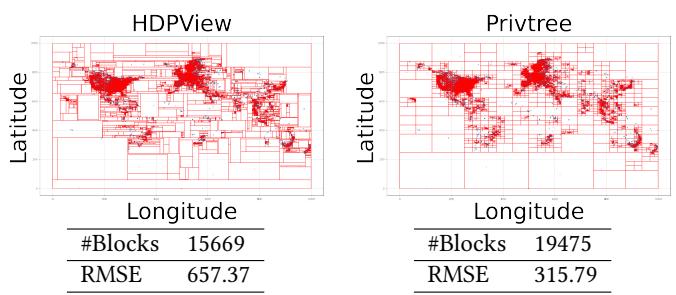 HDPView
Latitude
Longitude
#Blocks 15669
RMSE 657.37
Privtree
Latitude
Longitude
#Blocks 19475
RMSE 315.79